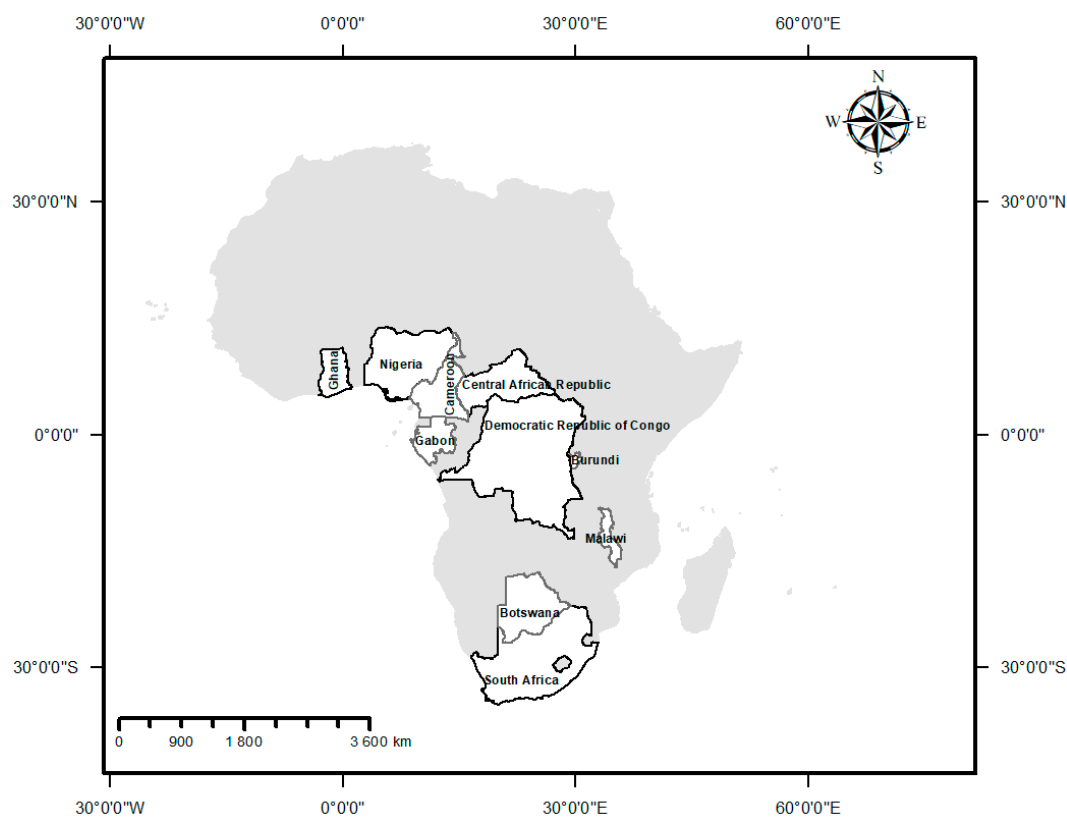 30°0'0"W 0°0'0" 30°0'0"E 60°0'0"E
N
W E
S
30°0'0"N 30°0'0"N
Ghana
Nigeria
Cameroon
Central African Republic
Democratic Republic of Congo
0°0'0" Gabon 0°0'0"
Burundi
Malawi
Botswana
30°0'0"S 30°0'0"S
South Africa
0 900 1 800 3 600 km
30°0'0"W 0°0'0" 30°0'0"E 60°0'0"E